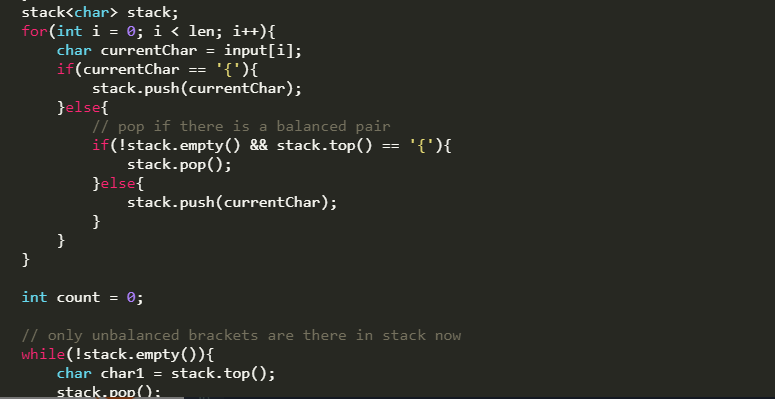 stack<char> stack;
for(int i = 0; i < len; i++){
    char currentChar = input[i];
    if(currentChar == '{'){
        stack.push(currentChar);
    }else{
        // pop if there is a balanced pair
        if(!stack.empty() && stack.top() == '{'){
            stack.pop();
        }else{
            stack.push(currentChar);
        }
    }
}

int count = 0;

// only unbalanced brackets are there in stack now
while(!stack.empty()){
    char char1 = stack.top();
    stack.pop();